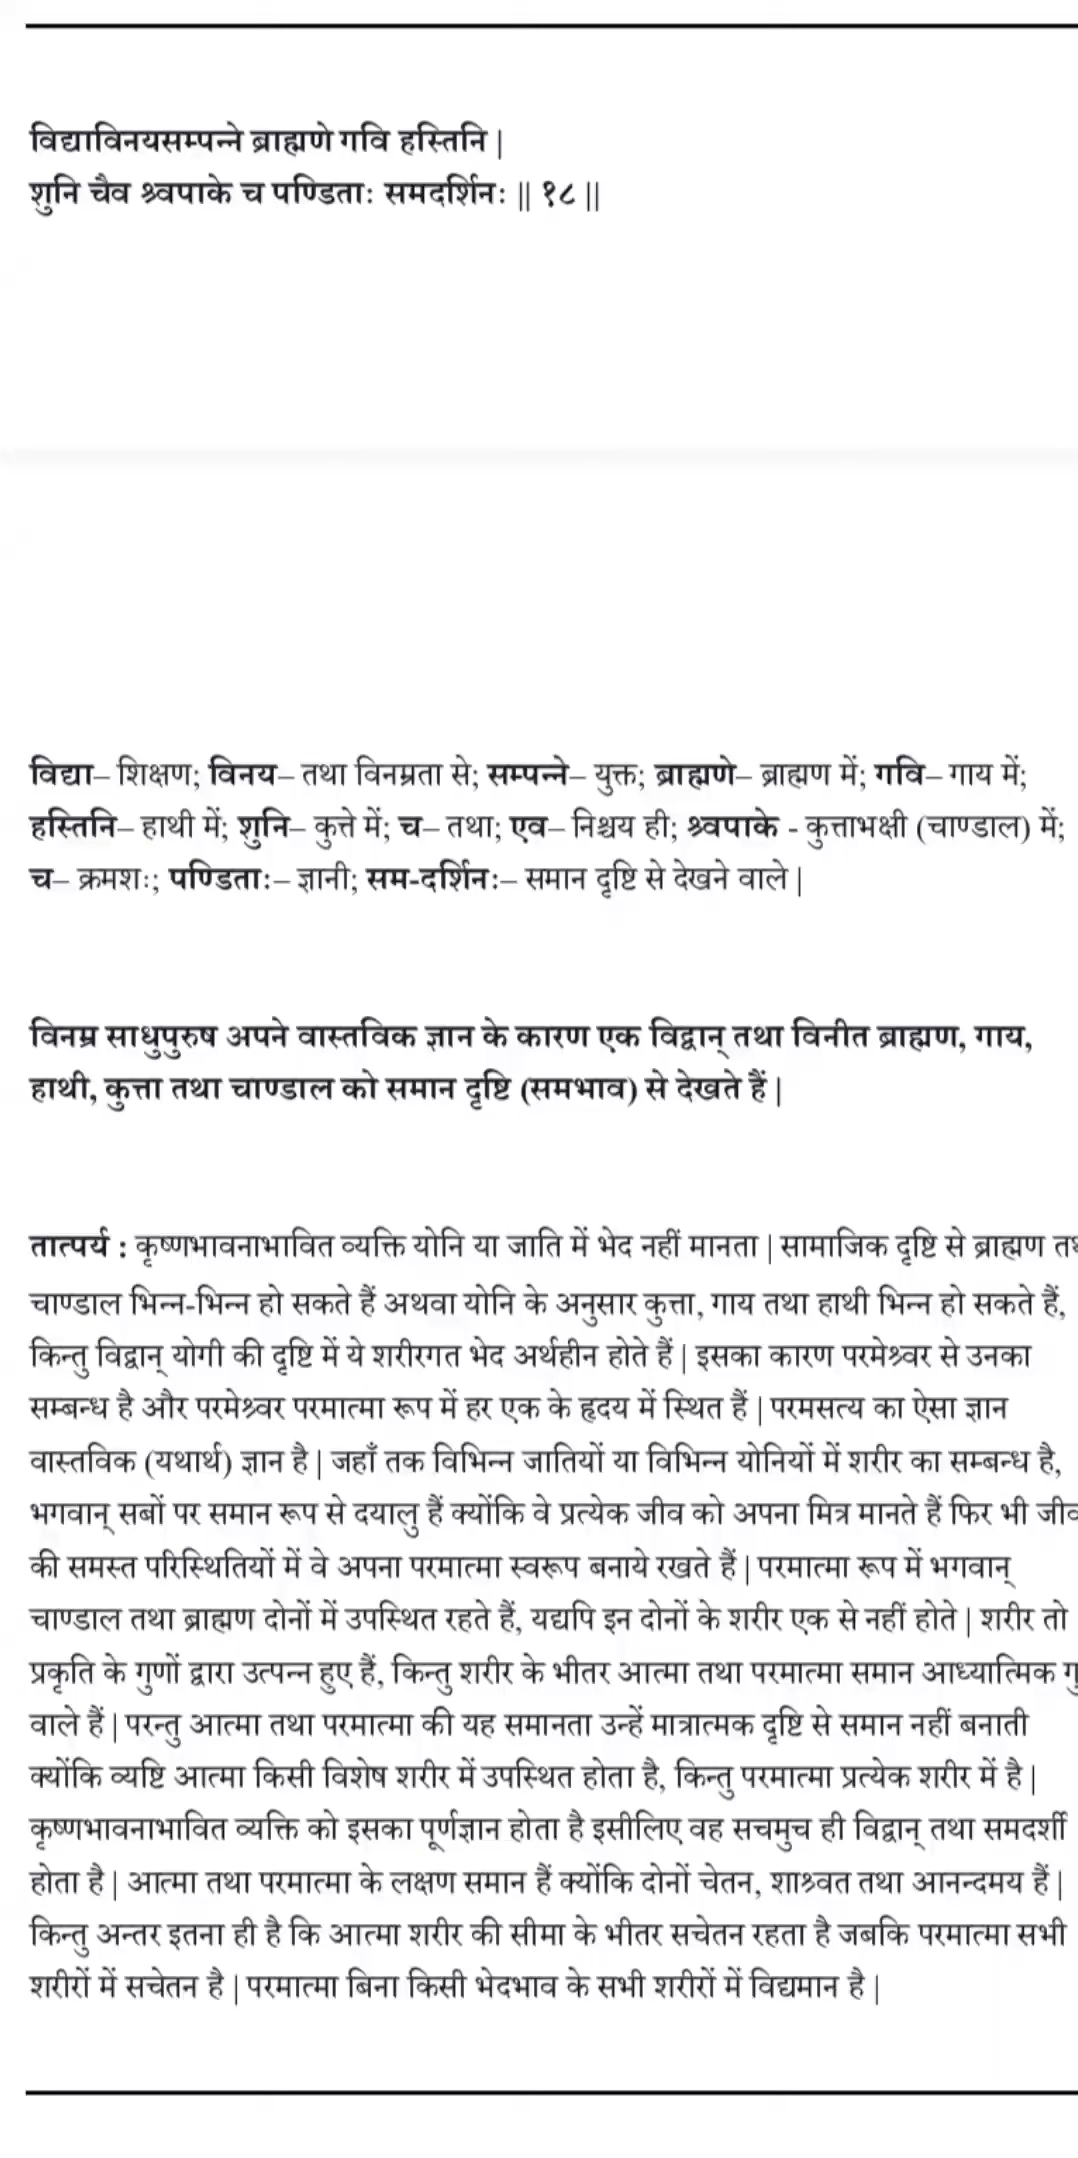 विद्याविनयसम्पन्ने ब्राह्मणे गवि हस्तिनि |
शुनि चैव श्र्वपाके च पण्डिताः समदर्शिनः || १८ ||
विद्या– शिक्षण; विनय– तथा विनम्रता से; सम्पन्ने– युक्त; ब्राह्मणे– ब्राह्मण में; गवि– गाय में;
हस्तिनि– हाथी में; शुनि– कुत्ते में; च– तथा; एव– निश्चय ही; श्र्वपाके - कुत्ताभक्षी (चाण्डाल) में;
च– क्रमशः; पण्डिताः– ज्ञानी; सम-दर्शिनः– समान दृष्टि से देखने वाले |
विनम्र साधुपुरुष अपने वास्तविक ज्ञान के कारण एक विद्वान् तथा विनीत ब्राह्मण, गाय,
हाथी, कुत्ता तथा चाण्डाल को समान दृष्टि (समभाव) से देखते हैं |
तात्पर्य : कृष्णभावनाभावित व्यक्ति योनि या जाति में भेद नहीं मानता | सामाजिक दृष्टि से ब्राह्मण
चाण्डाल भिन्न-भिन्न हो सकते हैं अथवा योनि के अनुसार कुत्ता, गाय तथा हाथी भिन्न हो सकते हैं,
किन्तु विद्वान् योगी की दृष्टि में ये शरीरगत भेद अर्थहीन होते हैं | इसका कारण परमेश्र्वर से उनका
सम्बन्ध है और परमेश्र्वर परमात्मा रूप में हर एक के हृदय में स्थित हैं | परमसत्य का ऐसा ज्ञान
वास्तविक (यथार्थ) ज्ञान है | जहाँ तक विभिन्न जातियों या विभिन्न योनियों में शरीर का सम्बन्ध है,
भगवान् सबों पर समान रूप से दयालु हैं क्योंकि वे प्रत्येक जीव को अपना मित्र मानते हैं फिर भी
की समस्त परिस्थितियों में वे अपना परमात्मा स्वरूप बनाये रखते हैं | परमात्मा रूप में भगवान्
चाण्डाल तथा ब्राह्मण दोनों में उपस्थित रहते हैं, यद्यपि इन दोनों के शरीर एक से नहीं होते | शरीर तो
प्रकृति के गुणों द्वारा उत्पन्न हुए हैं, किन्तु शरीर के भीतर आत्मा तथा परमात्मा समान आध्यात्मिक
वाले हैं | परन्तु आत्मा तथा परमात्मा की यह समानता उन्हें मात्रात्मक दृष्टि से समान नहीं बनाती
क्योंकि व्यष्टि आत्मा किसी विशेष शरीर में उपस्थित होता है, किन्तु परमात्मा प्रत्येक शरीर में है |
कृष्णभावनाभावित व्यक्ति को इसका पूर्णज्ञान होता है इसीलिए वह सचमुच ही विद्वान् तथा समदर्शी
होता है | आत्मा तथा परमात्मा के लक्षण समान हैं क्योंकि दोनों चेतन, शाश्र्वत तथा आनन्दमय हैं |
किन्तु अन्तर इतना ही है कि आत्मा शरीर की सीमा के भीतर सचेतन रहता है जबकि परमात्मा सभी
शरीरों में सचेतन है | परमात्मा बिना किसी भेदभाव के सभी शरीरों में विद्यमान है |